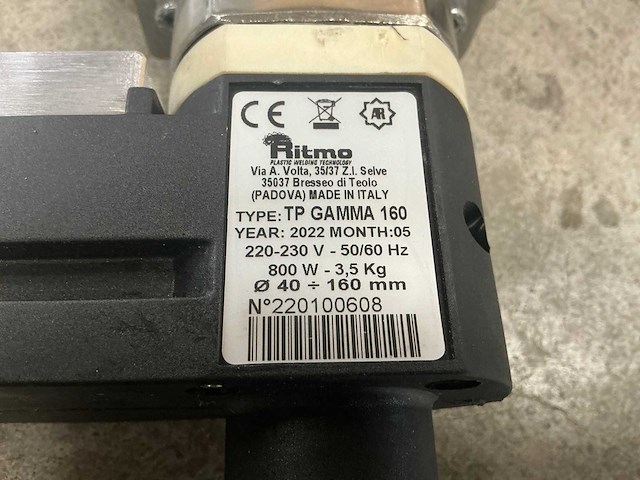 CE
AR
Ritmo
PLASTIC WELDING TECHNOLOGY
Via A. Volta, 35/37 Z.I. Selve
35037 Bresseo di Teolo
(PADOVA) MADE IN ITALY
TYPE: TP GAMMA 160
YEAR: 2022 MONTH:05
220-230 V - 50/60 Hz
800 W - 3,5 Kg
Ø 40 ÷ 160 mm
N°220100608